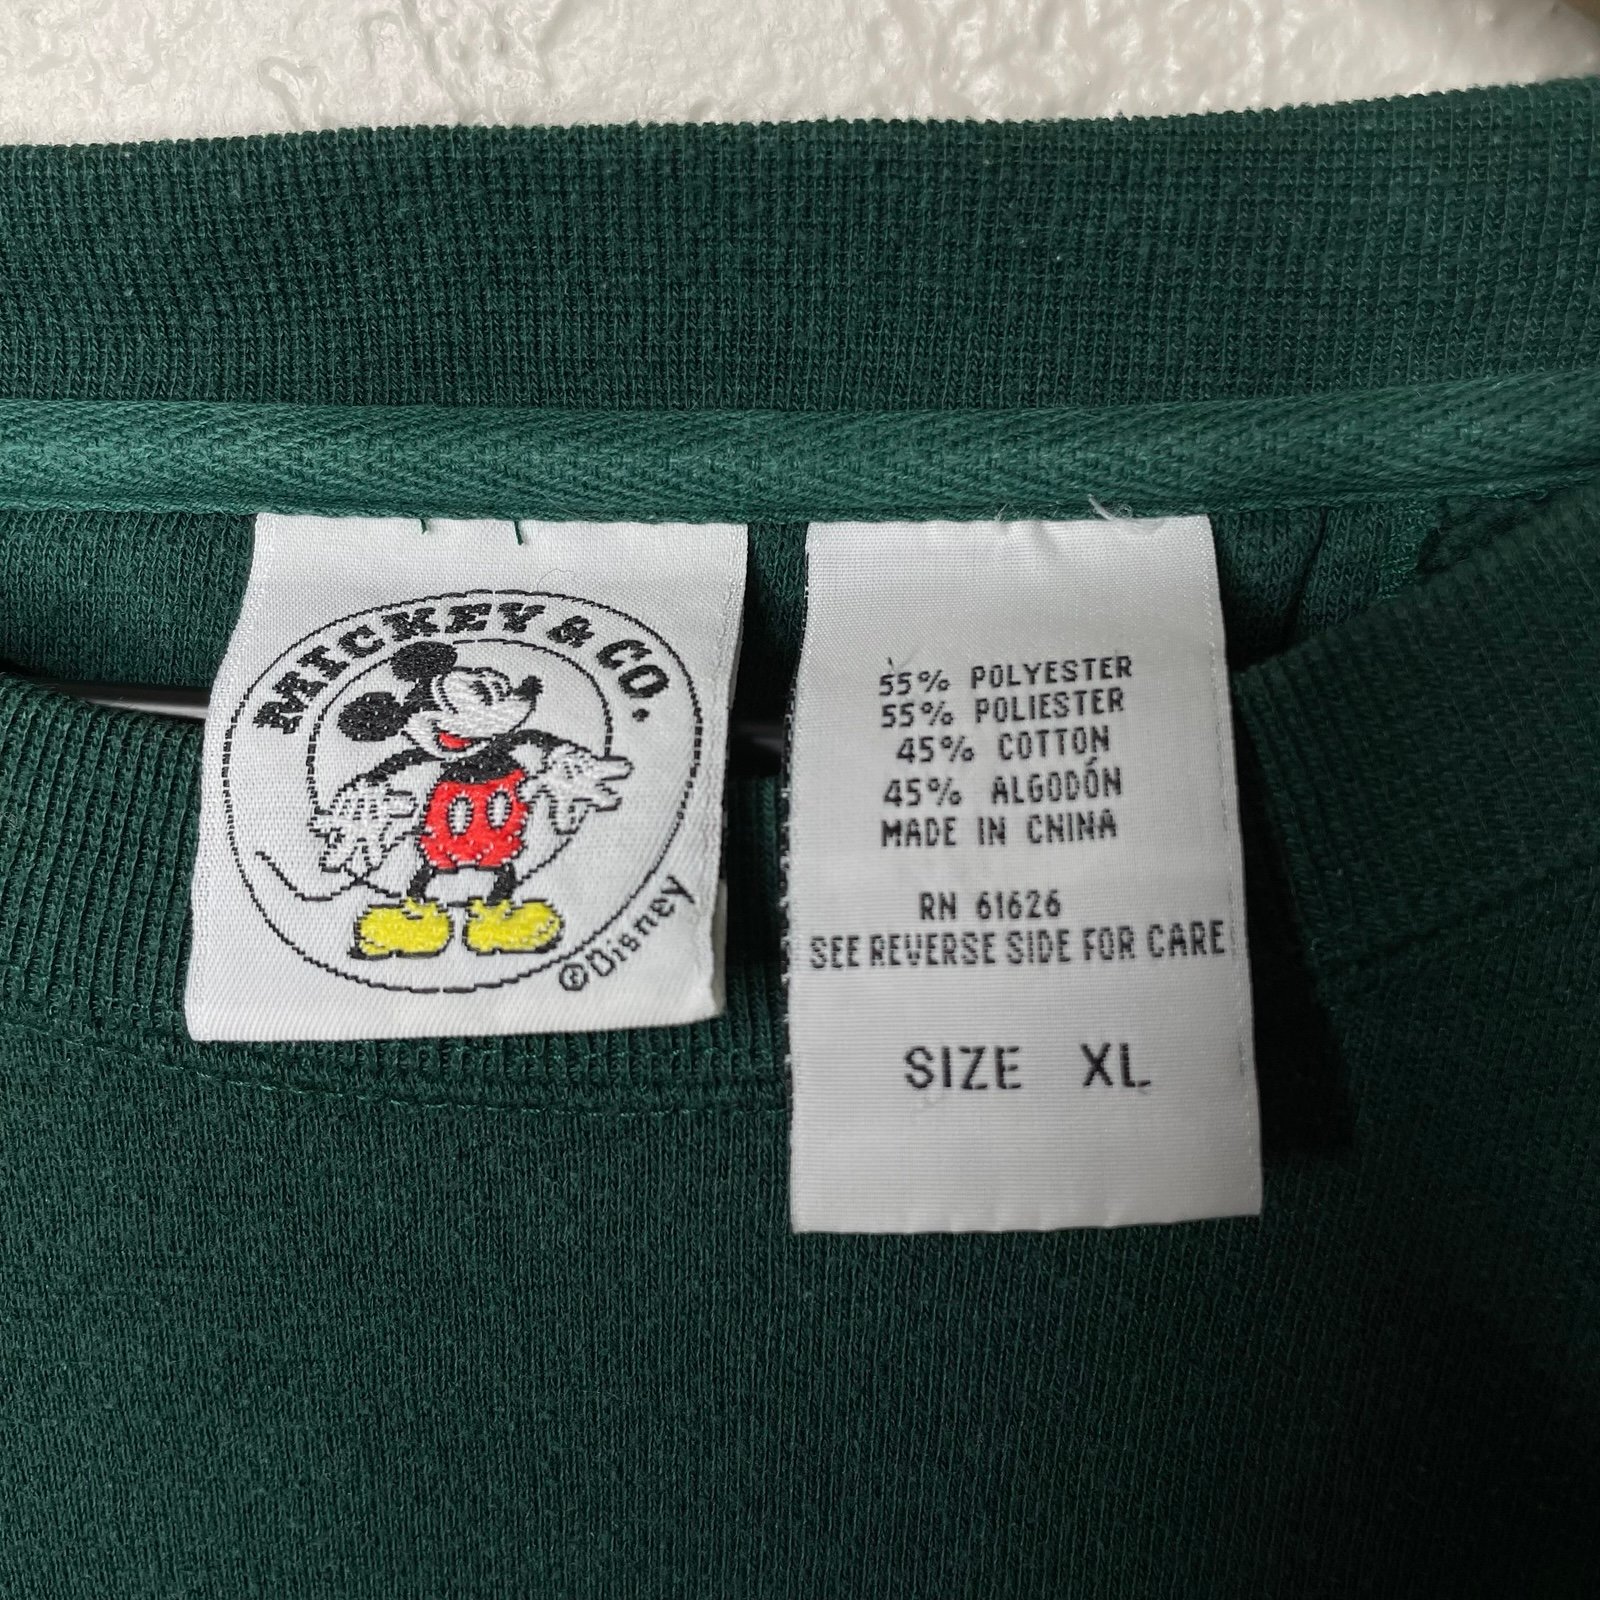 MICKEY & CO.
©Disney
55% POLYESTER
55% POLIESTER
45% COTTON
45% ALGODÓN
MADE IN CNINA
RN 61626
SEE REVERSE SIDE FOR CARE
SIZE XL